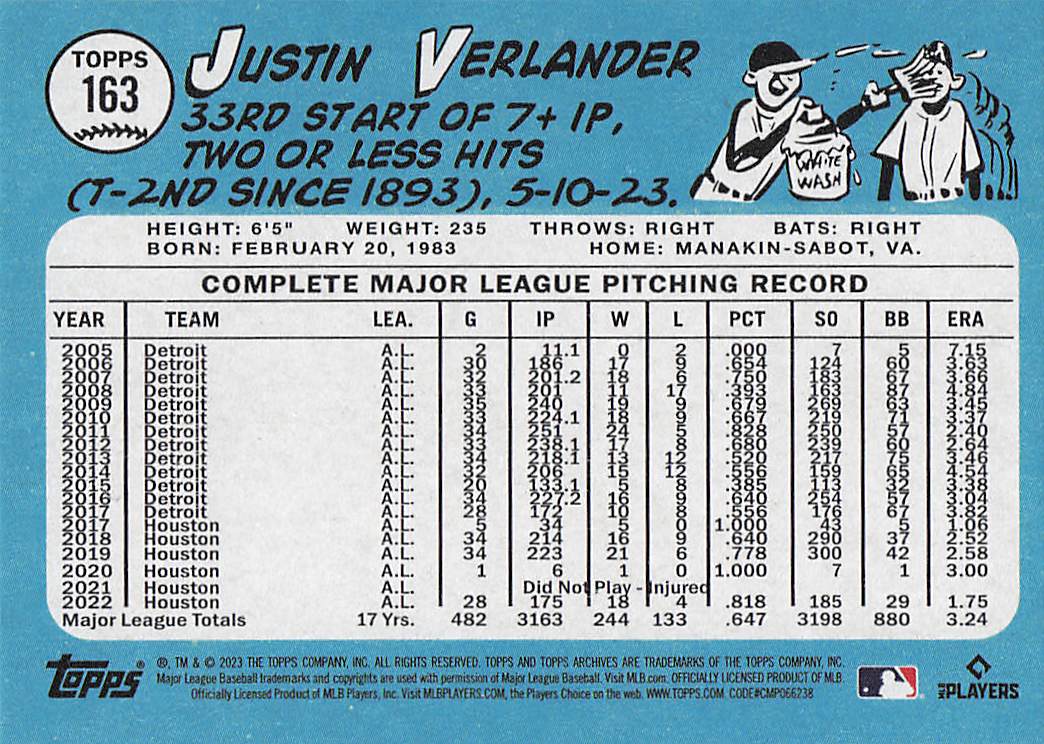 TOPPS
163
JUSTIN VERLANDER
33RD START OF 7+ IP,
TWO OR LESS HITS
(T-2ND SINCE 1893), 5-10-23.
WHITE
WASH
HEIGHT: 6'5" WEIGHT: 235 THROWS: RIGHT BATS: RIGHT
BORN: FEBRUARY 20, 1983 HOME: MANAKIN-SABOT, VA.
COMPLETE MAJOR LEAGUE PITCHING RECORD
YEAR TEAM LEA. G IP W L PCT SO BB ERA
2005 Detroit A.L. 2 11.1 0 2 .000 7 5 7.15
2006 Detroit A.L. 30 186 17 9 .654 124 60 3.63
2007 Detroit A.L. 32 201.2 18 6 .750 183 67 3.66
2008 Detroit A.L. 33 201 11 17 .393 163 87 4.84
2009 Detroit A.L. 35 240 19 9 .679 269 63 3.45
2010 Detroit A.L. 33 224.1 18 9 .667 219 71 3.37
2011 Detroit A.L. 34 251 24 5 .828 250 57 2.40
2012 Detroit A.L. 33 238.1 17 8 .680 239 60 2.64
2013 Detroit A.L. 34 218.1 13 12 .520 217 75 3.46
2014 Detroit A.L. 32 206 15 12 .556 159 65 4.54
2015 Detroit A.L. 20 133.1 5 8 .385 113 32 3.38
2016 Detroit A.L. 34 227.2 16 9 .640 254 57 3.04
2017 Detroit A.L. 28 172 10 8 .556 176 67 3.82
2017 Houston A.L. 5 34 5 0 1.000 43 5 1.06
2018 Houston A.L. 34 214 16 9 .640 290 37 2.52
2019 Houston A.L. 34 223 21 6 .778 300 42 2.58
2020 Houston A.L. 1 6 1 0 1.000 7 1 3.00
2021 Houston A.L. Did Not Play - Injured
2022 Houston A.L. 28 175 18 4 .818 185 29 1.75
Major League Totals 17 Yrs. 482 3163 244 133 .647 3198 880 3.24
topps®
®, TM & © 2023 THE TOPPS COMPANY, INC. ALL RIGHTS RESERVED. TOPPS AND TOPPS ARCHIVES ARE TRADEMARKS OF THE TOPPS COMPANY, INC.
Major League Baseball trademarks and copyrights are used with permission of Major League Baseball. Visit MLB.com. OFFICIALLY LICENSED PRODUCT OF MLB.
Officially Licensed Product of MLB Players, Inc. Visit MLBPLAYERS.COM, the Players Choice on the web. WWW.TOPPS.COM CODE#CMP066238
MLB PLAYERS